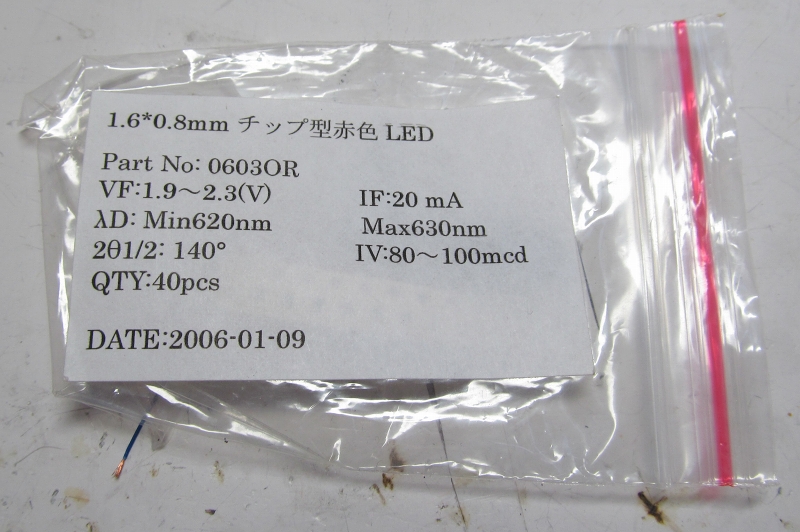 1.6*0.8mm チップ型赤色 LED
Part No: 0603OR
VF:1.9～2.3(V) IF:20 mA
λD: Min620nm Max630nm
2θ1/2: 140° IV:80～100mcd
QTY:40pcs
DATE:2006-01-09